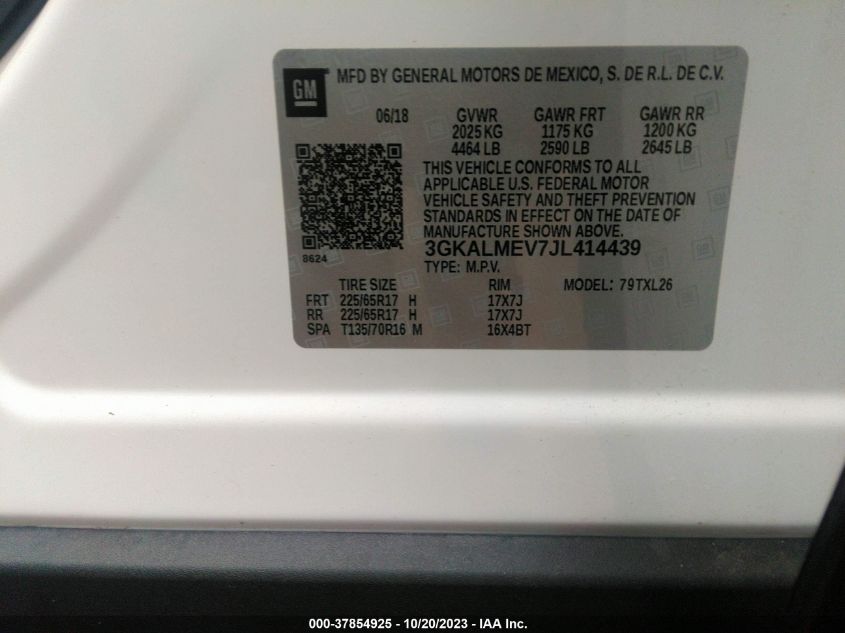 GM MFD BY GENERAL MOTORS DE MEXICO, S. DE R.L. DE C.V.
06/18 GVWR GAWR FRT GAWR RR
2025 KG 1175 KG 1200 KG
4464 LB 2590 LB 2645 LB
THIS VEHICLE CONFORMS TO ALL
APPLICABLE U.S. FEDERAL MOTOR
VEHICLE SAFETY AND THEFT PREVENTION
STANDARDS IN EFFECT ON THE DATE OF
MANUFACTURE SHOWN ABOVE.
8624 3GKALMEV7JL414439
TYPE: M.P.V.
TIRE SIZE RIM MODEL: 79TXL26
FRT 225/65R17 H 17X7J
RR 225/65R17 H 17X7J
SPA T135/70R16 M 16X4BT
000-37854925 - 10/20/2023 - IAA Inc.